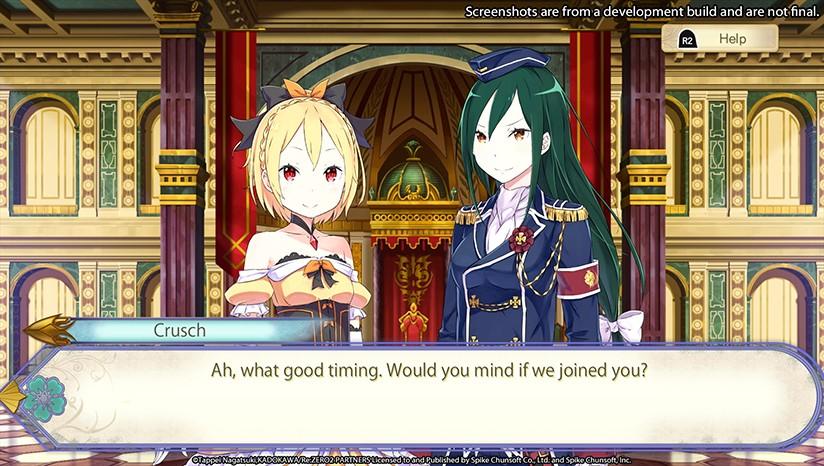 Screenshots are from a development build and are not final.
R2 Help
Crusch
Ah, what good timing. Would you mind if we joined you?
©Tappei Nagatsuki,KADOKAWA/Re:ZERO2 PARTNERS Licensed to and Published by Spike Chunsoft Co., Ltd. and Spike Chunsoft, Inc.